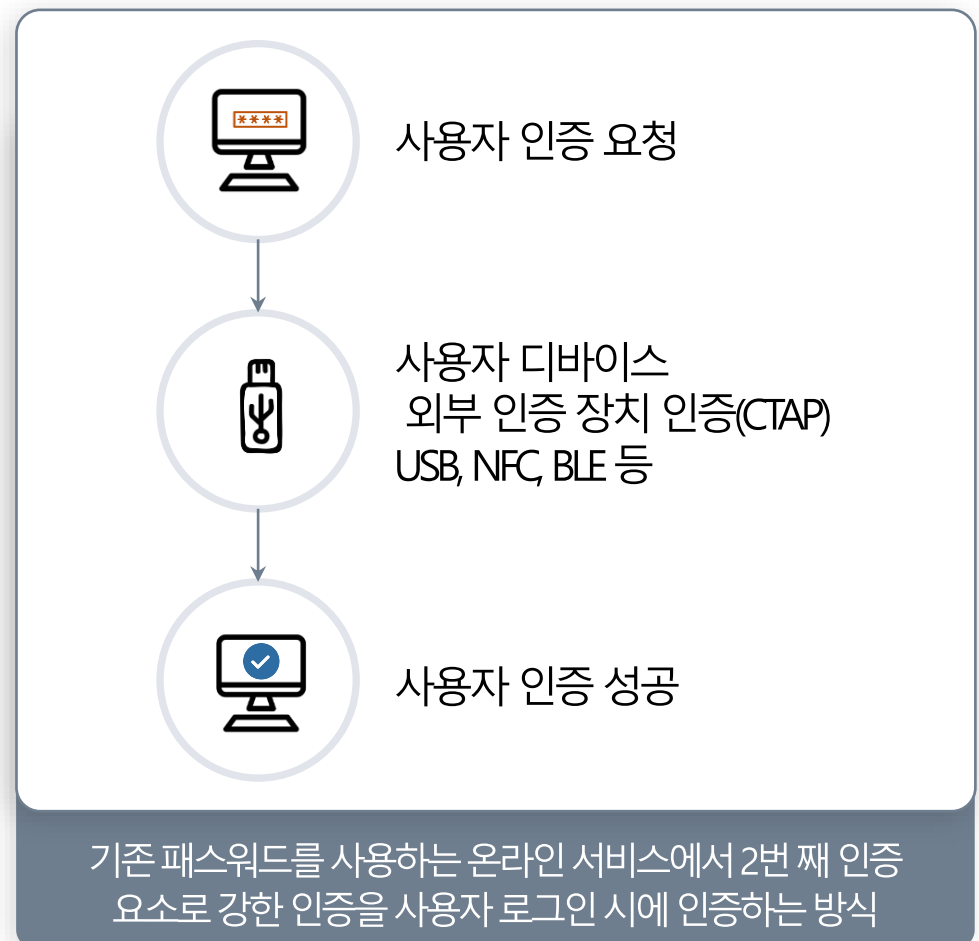 ****
사용자 인증 요청
사용자 디바이스
외부 인증 장치 인증(CTAP)
USB, NFC, BLE 등
사용자 인증 성공
기존 패스워드를 사용하는 온라인 서비스에서 2번 째 인증
요소로 강한 인증을 사용자 로그인 시에 인증하는 방식